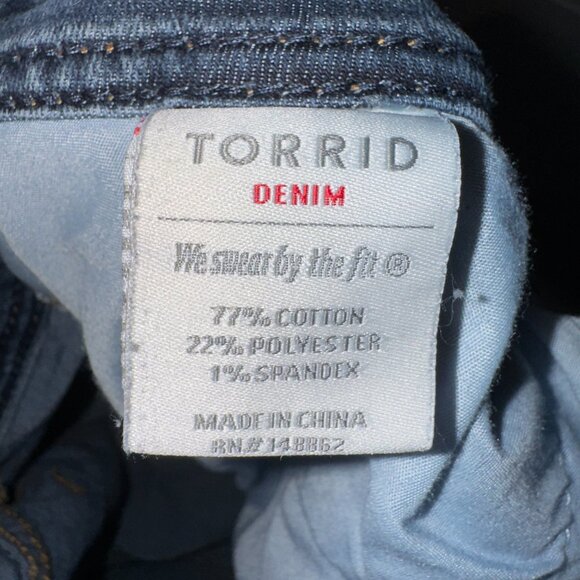 TORRID
DENIM
We swear by the fit ®
77% COTTON
22% POLYESTER
1% SPANDEX
MADE IN CHINA
RN# 148862